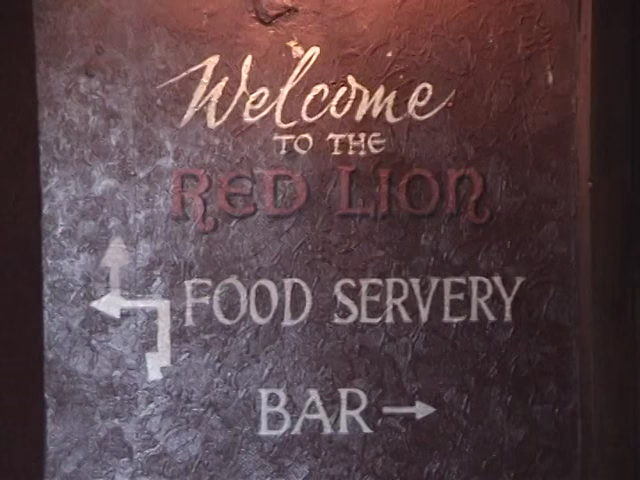 Welcome
TO THE
RED LION
FOOD SERVERY
BAR →